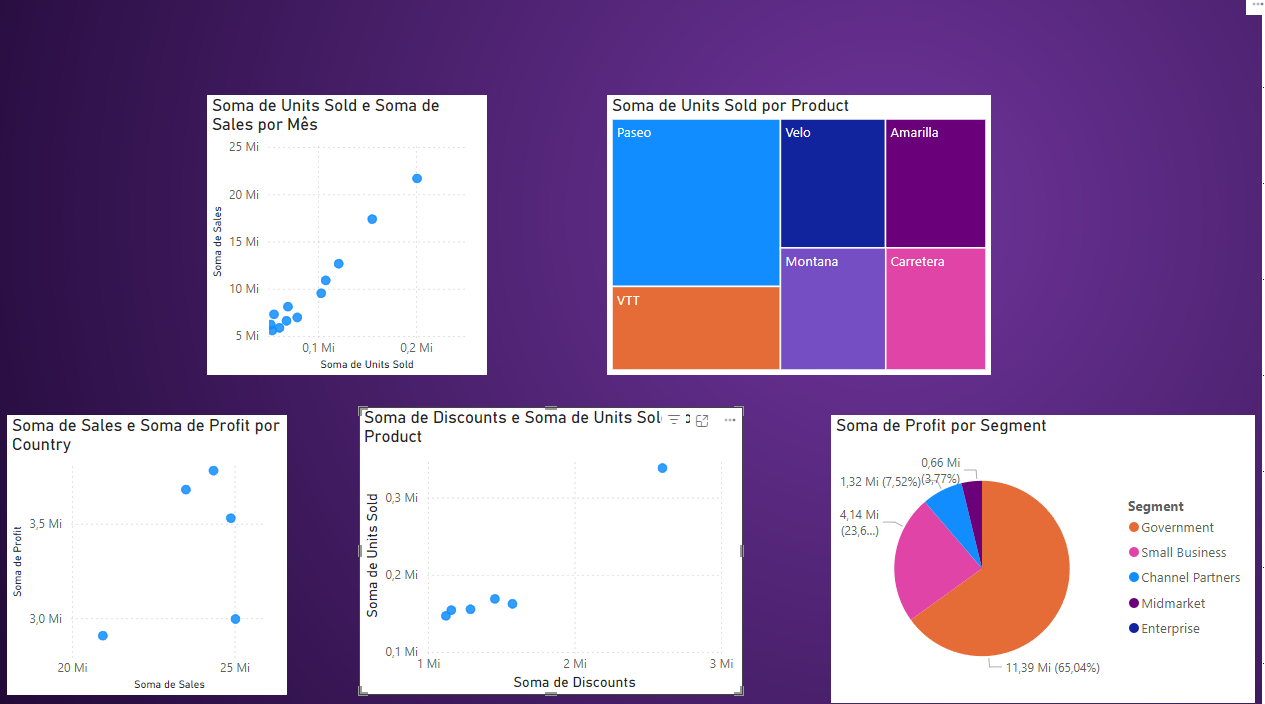 Soma de Units Sold e Soma de
Sales por Mês
25 Mi
20 Mi
15 Mi
10 Mi
5 Mi
Soma de Sales
0,1 Mi
0,2 Mi
Soma de Units Sold
Soma de Units Sold por Product
Paseo
Velo
Amarilla
Montana
Carretera
VTT
Soma de Sales e Soma de Profit por
Country
3,5 Mi
3,0 Mi
Soma de Profit
20 Mi
25 Mi
Soma de Sales
Soma de Discounts e Soma de Units
Product
0,3 Mi
0,2 Mi
0,1 Mi
Soma de Units Sold
1 Mi
2 Mi
3 Mi
Soma de Discounts
Soma de Profit por Segment
0,66 Mi
(3,77%)
1,32 Mi (7,52%)
4,14 Mi
(23,6...)
11,39 Mi (65,04%)
Segment
Government
Small Business
Channel Partners
Midmarket
Enterprise